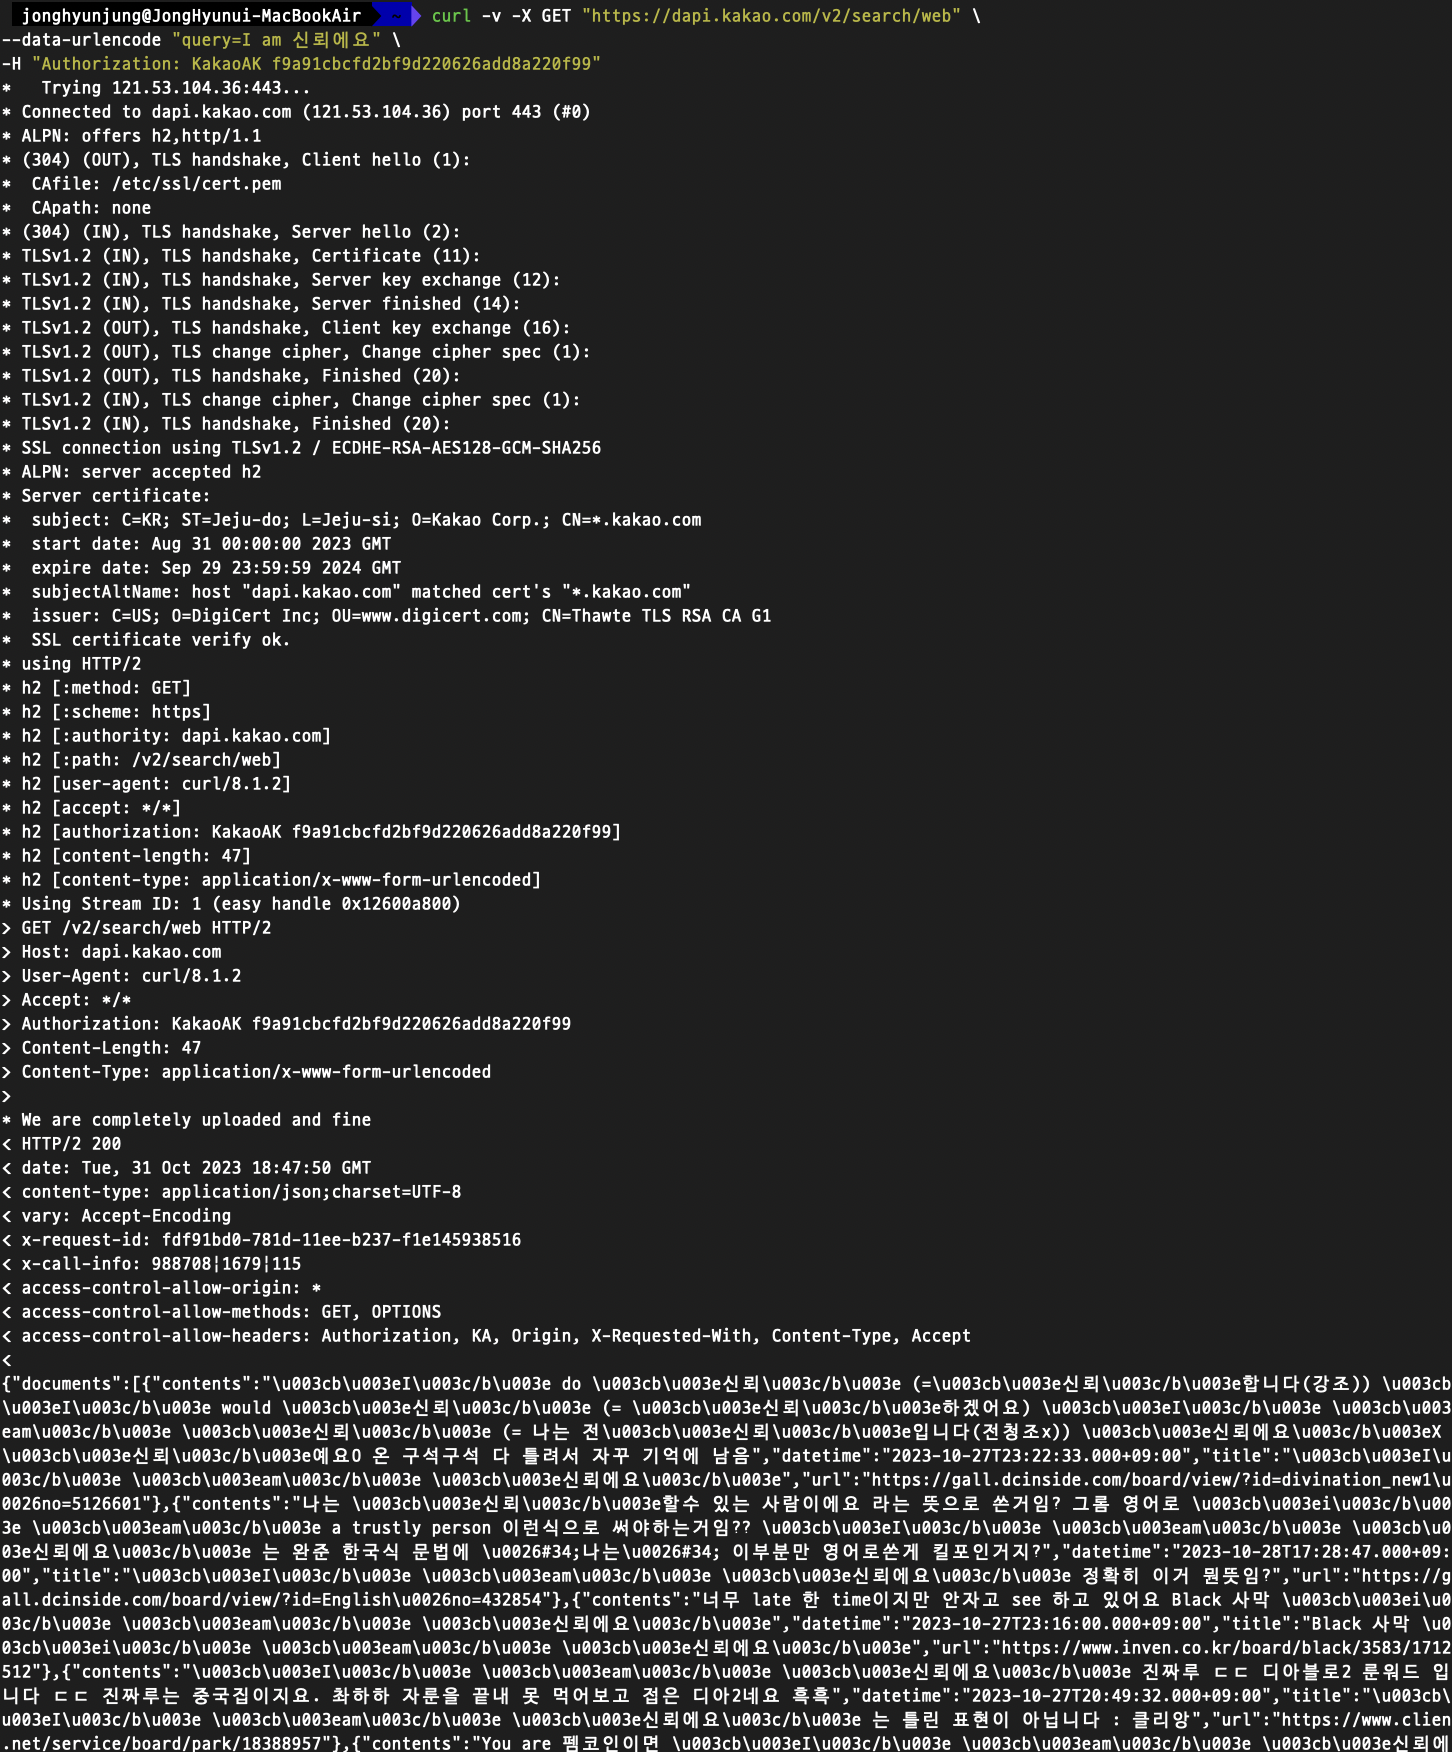 jonghyunjung@JongHyunui-MacBookAir ~ curl -v -X GET "https://dapi.kakao.com/v2/search/web" \
--data-urlencode "query=I am 신뢰에요" \
-H "Authorization: KakaoAK f9a91cbcfd2bf9d220626add8a220f99"
*   Trying 121.53.104.36:443...
* Connected to dapi.kakao.com (121.53.104.36) port 443 (#0)
* ALPN: offers h2,http/1.1
* (304) (OUT), TLS handshake, Client hello (1):
*  CAfile: /etc/ssl/cert.pem
*  CApath: none
* (304) (IN), TLS handshake, Server hello (2):
* TLSv1.2 (IN), TLS handshake, Certificate (11):
* TLSv1.2 (IN), TLS handshake, Server key exchange (12):
* TLSv1.2 (IN), TLS handshake, Server finished (14):
* TLSv1.2 (OUT), TLS handshake, Client key exchange (16):
* TLSv1.2 (OUT), TLS change cipher, Change cipher spec (1):
* TLSv1.2 (OUT), TLS handshake, Finished (20):
* TLSv1.2 (IN), TLS change cipher, Change cipher spec (1):
* TLSv1.2 (IN), TLS handshake, Finished (20):
* SSL connection using TLSv1.2 / ECDHE-RSA-AES128-GCM-SHA256
* ALPN: server accepted h2
* Server certificate:
*  subject: C=KR; ST=Jeju-do; L=Jeju-si; O=Kakao Corp.; CN=*.kakao.com
*  start date: Aug 31 00:00:00 2023 GMT
*  expire date: Sep 29 23:59:59 2024 GMT
*  subjectAltName: host "dapi.kakao.com" matched cert's "*.kakao.com"
*  issuer: C=US; O=DigiCert Inc; OU=www.digicert.com; CN=Thawte TLS RSA CA G1
*  SSL certificate verify ok.
* using HTTP/2
* h2 [:method: GET]
* h2 [:scheme: https]
* h2 [:authority: dapi.kakao.com]
* h2 [:path: /v2/search/web]
* h2 [user-agent: curl/8.1.2]
* h2 [accept: */*]
* h2 [authorization: KakaoAK f9a91cbcfd2bf9d220626add8a220f99]
* h2 [content-length: 47]
* h2 [content-type: application/x-www-form-urlencoded]
* Using Stream ID: 1 (easy handle 0x12600a800)
> GET /v2/search/web HTTP/2
> Host: dapi.kakao.com
> User-Agent: curl/8.1.2
> Accept: */*
> Authorization: KakaoAK f9a91cbcfd2bf9d220626add8a220f99
> Content-Length: 47
> Content-Type: application/x-www-form-urlencoded
>
* We are completely uploaded and fine
< HTTP/2 200
< date: Tue, 31 Oct 2023 18:47:50 GMT
< content-type: application/json;charset=UTF-8
< vary: Accept-Encoding
< x-request-id: fdf91bd0-781d-11ee-b237-f1e145938516
< x-call-info: 988708¦1679¦115
< access-control-allow-origin: *
< access-control-allow-methods: GET, OPTIONS
< access-control-allow-headers: Authorization, KA, Origin, X-Requested-With, Content-Type, Accept
<
{"documents":[{"contents":"\u003cb\u003eI\u003c/b\u003e do \u003cb\u003e신뢰\u003c/b\u003e (=\u003cb\u003e신뢰\u003c/b\u003e합니다(강조)) \u003cb
\u003eI\u003c/b\u003e would \u003cb\u003e신뢰\u003c/b\u003e (= \u003cb\u003e신뢰\u003c/b\u003e하겠어요) \u003cb\u003eI\u003c/b\u003e \u003cb\u003
eam\u003c/b\u003e \u003cb\u003e신뢰\u003c/b\u003e (= 나는 전\u003cb\u003e신뢰\u003c/b\u003e입니다(전청조x)) \u003cb\u003e신뢰에요\u003c/b\u003eX
\u003cb\u003e신뢰\u003c/b\u003e예요O 온 구석구석 다 틀려서 자꾸 기억에 남음","datetime":"2023-10-27T23:22:33.000+09:00","title":"\u003cb\u003eI\u
003c/b\u003e \u003cb\u003eam\u003c/b\u003e \u003cb\u003e신뢰에요\u003c/b\u003e","url":"https://gall.dcinside.com/board/view/?id=divination_new1\u
0026no=5126601"},{"contents":"나는 \u003cb\u003e신뢰\u003c/b\u003e할수 있는 사람이에요 라는 뜻으로 쓴거임? 그롬 영어로 \u003cb\u003ei\u003c/b\u00
3e \u003cb\u003eam\u003c/b\u003e a trustly person 이런식으로 써야하는거임?? \u003cb\u003eI\u003c/b\u003e \u003cb\u003eam\u003c/b\u003e \u003cb\u0
03e신뢰에요\u003c/b\u003e 는 완준 한국식 문법에 \u0026#34;나는\u0026#34; 이부분만 영어로쓴게 킬포인거지?","datetime":"2023-10-28T17:28:47.000+09:
00","title":"\u003cb\u003eI\u003c/b\u003e \u003cb\u003eam\u003c/b\u003e \u003cb\u003e신뢰에요\u003c/b\u003e 정확히 이거 뭔뜻임?","url":"https://g
all.dcinside.com/board/view/?id=English\u0026no=432854"},{"contents":"너무 late 한 time이지만 안자고 see 하고 있어요 Black 사막 \u003cb\u003ei\u0
03c/b\u003e \u003cb\u003eam\u003c/b\u003e \u003cb\u003e신뢰에요\u003c/b\u003e","datetime":"2023-10-27T23:16:00.000+09:00","title":"Black 사막 \u0
03cb\u003ei\u003c/b\u003e \u003cb\u003eam\u003c/b\u003e \u003cb\u003e신뢰에요\u003c/b\u003e","url":"https://www.inven.co.kr/board/black/3583/1712
512"},{"contents":"\u003cb\u003eI\u003c/b\u003e \u003cb\u003eam\u003c/b\u003e \u003cb\u003e신뢰에요\u003c/b\u003e 진짜루 ㄷㄷ 디아블로2 룬워드 입
니다 ㄷㄷ 진짜루는 중국집이지요. 촤하하 자룬을 끝내 못 먹어보고 접은 디아2네요 흑흑","datetime":"2023-10-27T20:49:32.000+09:00","title":"\u003cb\
u003eI\u003c/b\u003e \u003cb\u003eam\u003c/b\u003e \u003cb\u003e신뢰에요\u003c/b\u003e 는 틀린 표현이 아닙니다 : 클리앙","url":"https://www.clien
.net/service/board/park/18388957"},{"contents":"You are 펨코인이면 \u003cb\u003eI\u003c/b\u003e \u003cb\u003eam\u003c/b\u003e \u003cb\u003e신뢰에